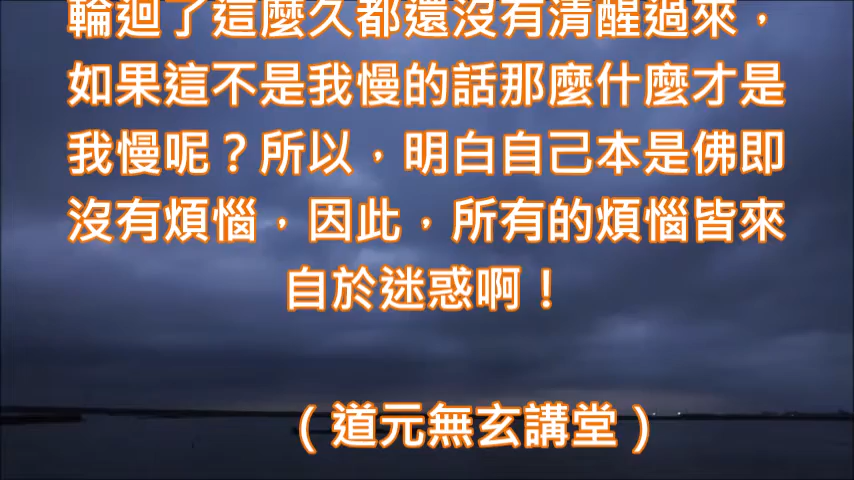 輪迴了這麼久都還沒有清醒過來，
如果這不是我慢的話那麼什麼才是
我慢呢？所以，明白自己本是佛即
沒有煩惱，因此，所有的煩惱皆來
自於迷惑啊！
（道元無玄講堂）